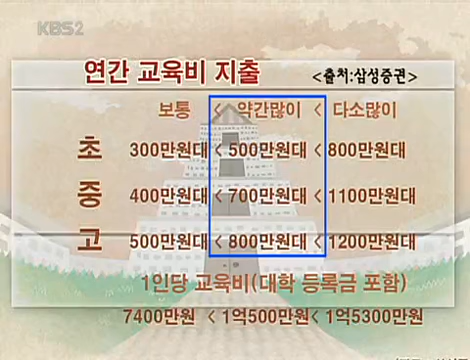 KBS2
연간 교육비 지출 <출처:삼성증권>
보통 < 약간많이 < 다소많이
초 300만원대 < 500만원대 < 800만원대
중 400만원대 < 700만원대 < 1100만원대
고 500만원대 < 800만원대 < 1200만원대
1인당 교육비(대학 등록금 포함)
7400만원 < 1억500만원 < 1억5300만원